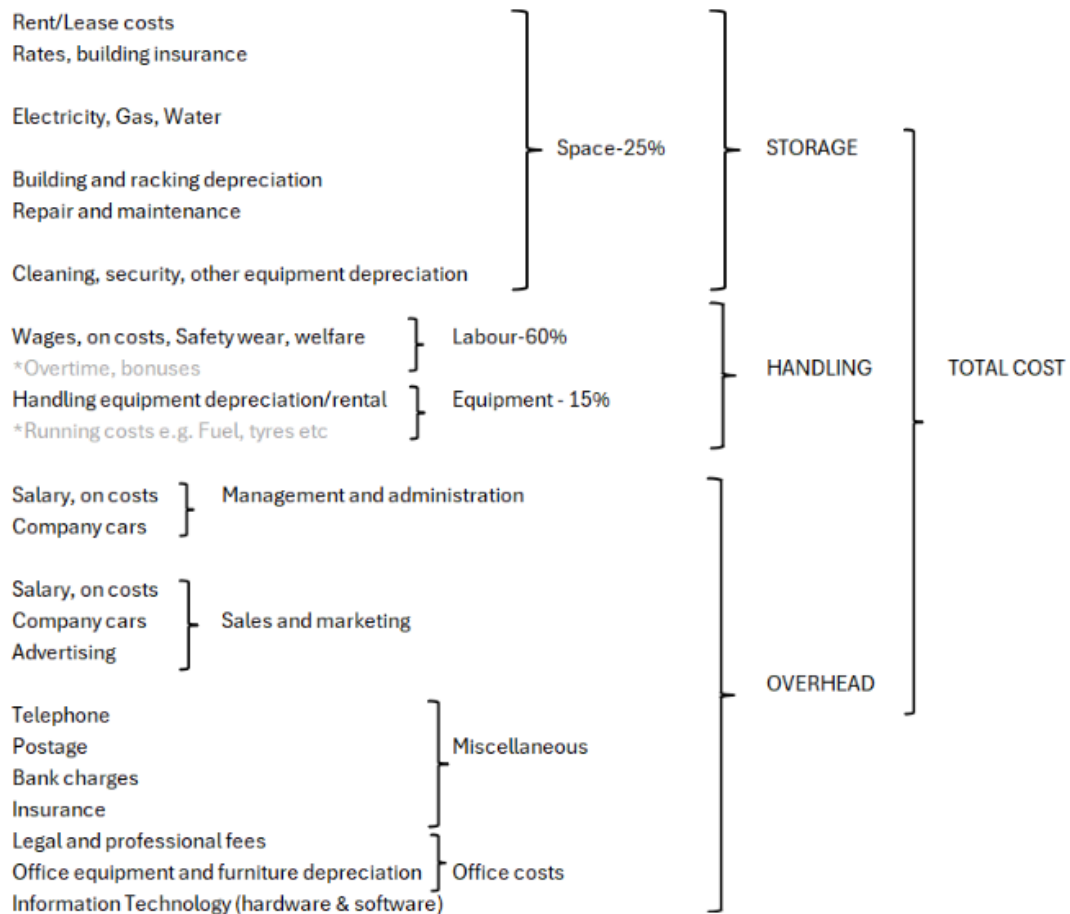 Rent/Lease costs
Rates, building insurance
Electricity, Gas, Water
Space-25%
STORAGE
Building and racking depreciation
Repair and maintenance
Cleaning, security, other equipment depreciation
Wages, on costs, Safety wear, welfare
Labour-60%
*Overtime, bonuses
HANDLING
TOTAL COST
Handling equipment depreciation/rental
Equipment - 15%
*Running costs e.g. Fuel, tyres etc
Salary, on costs
Management and administration
Company cars
Salary, on costs
Company cars
Sales and marketing
Advertising
OVERHEAD
Telephone
Postage
Miscellaneous
Bank charges
Insurance
Legal and professional fees
Office equipment and furniture depreciation
Office costs
Information Technology (hardware & software)